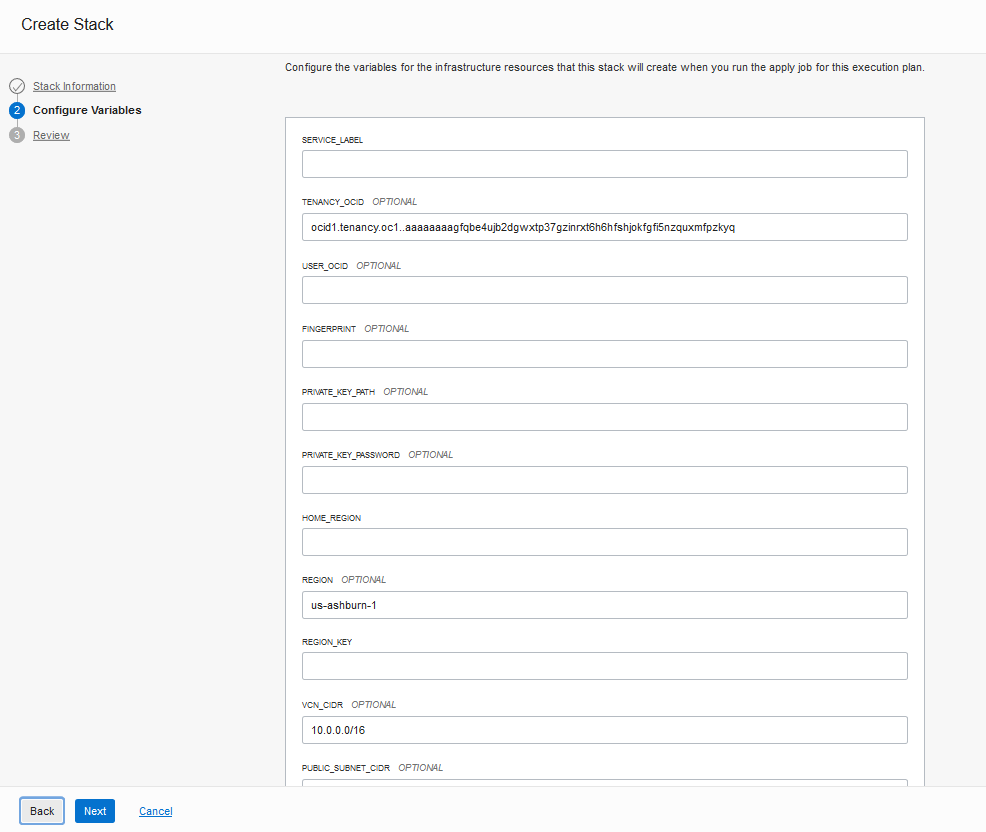 Create Stack
Configure the variables for the infrastructure resources that this stack will create when you run the apply job for this execution plan.
Stack Information
2 Configure Variables
3 Review
SERVICE_LABEL
TENANCY_OCID OPTIONAL
ocid1.tenancy.oc1..aaaaaaaagfqbe4ujb2dgwxtp37gzinrxt6h6hfshjokfgfi5nzquxmfpzkyq
USER_OCID OPTIONAL
FINGERPRINT OPTIONAL
PRIVATE_KEY_PATH OPTIONAL
PRIVATE_KEY_PASSWORD OPTIONAL
HOME_REGION
REGION OPTIONAL
us-ashburn-1
REGION_KEY
VCN_CIDR OPTIONAL
10.0.0.0/16
PUBLIC_SUBNET_CIDR OPTIONAL
Back Next Cancel